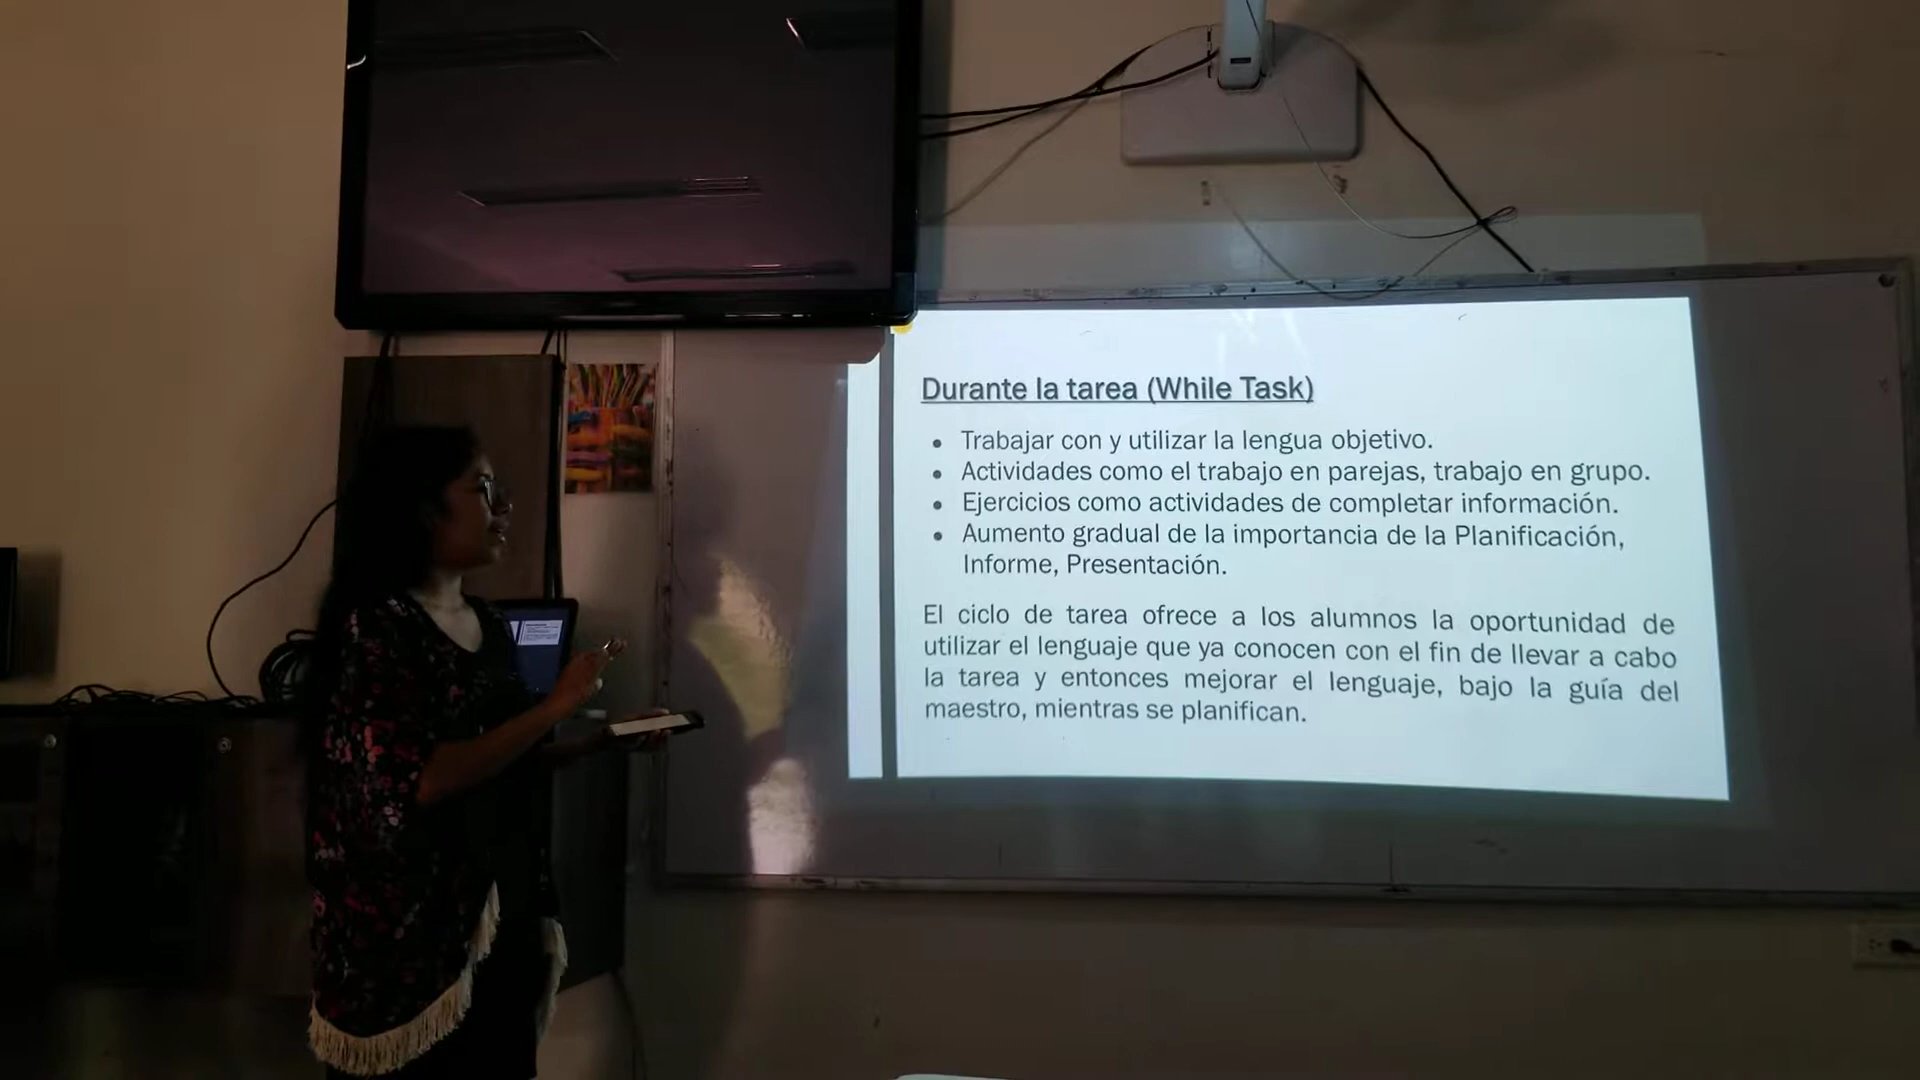 Durante la tarea (While Task)
• Trabajar con y utilizar la lengua objetivo.
• Actividades como el trabajo en parejas, trabajo en grupo.
• Ejercicios como actividades de completar información.
• Aumento gradual de la importancia de la Planificación,
Informe, Presentación.
El ciclo de tarea ofrece a los alumnos la oportunidad de
utilizar el lenguaje que ya conocen con el fin de llevar a cabo
la tarea y entonces mejorar el lenguaje, bajo la guía del
maestro, mientras se planifican.